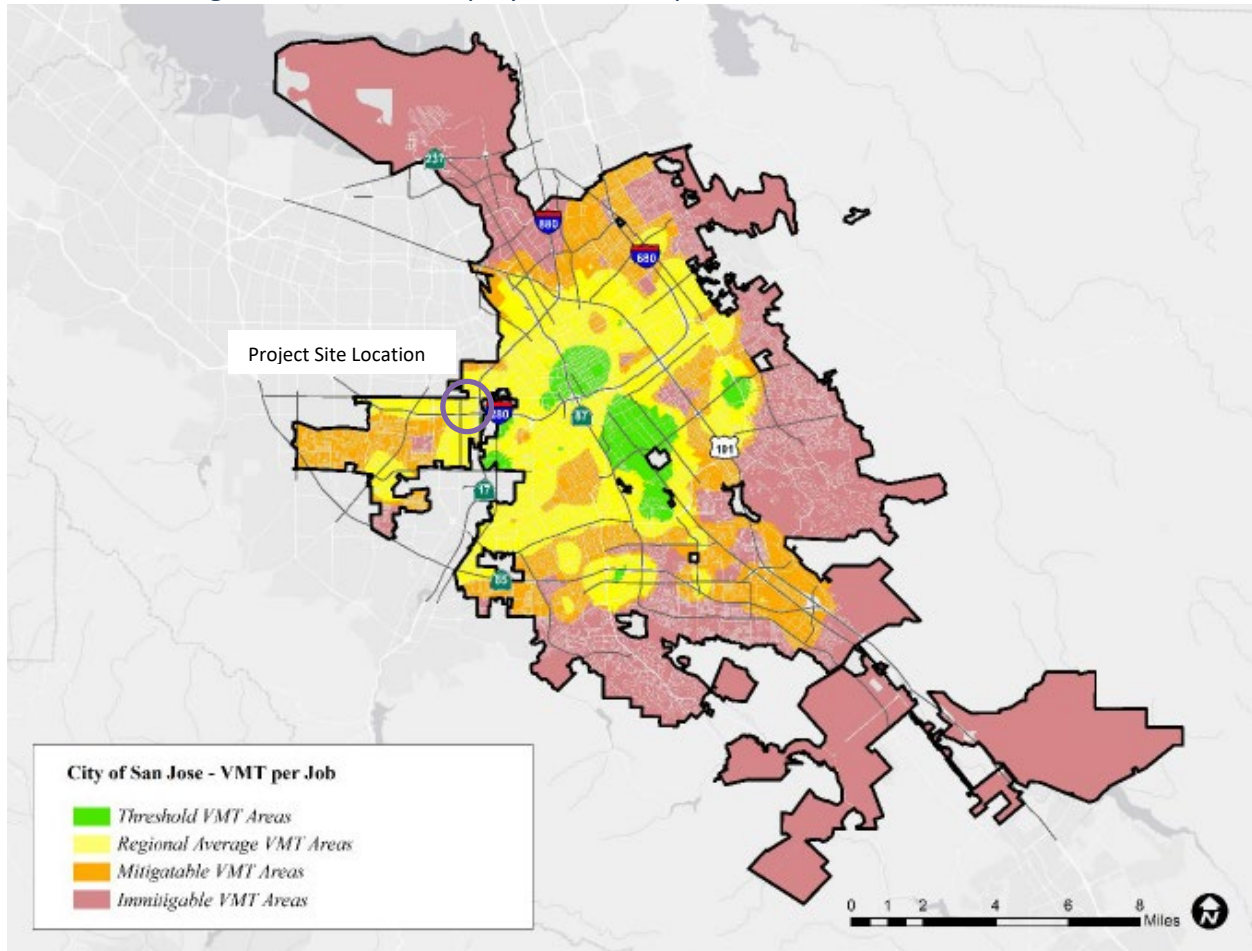 237
880
680
Project Site Location
280
87
101
17
85
City of San Jose - VMT per Job
Threshold VMT Areas
Regional Average VMT Areas
Mitigatable VMT Areas
Immitigable VMT Areas
0 1 2 4 6 8
Miles
N